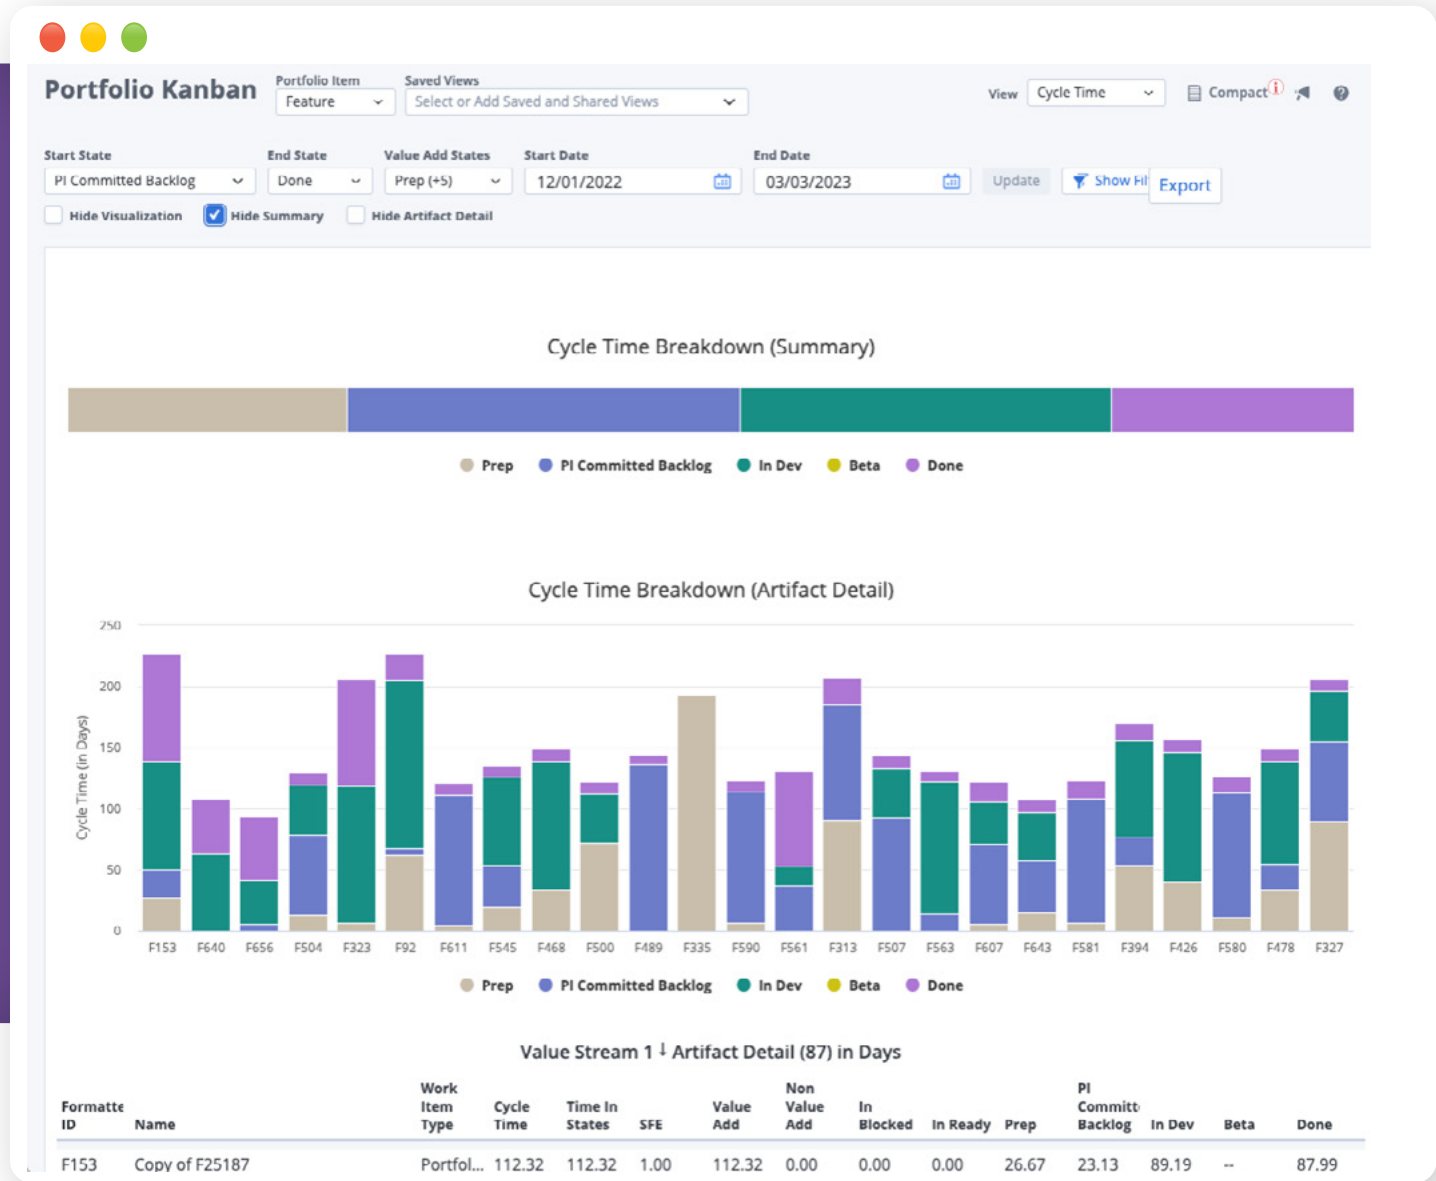 Portfolio Kanban
Portfolio Item
Feature
Saved Views
Select or Add Saved and Shared Views
View
Cycle Time
Compact
Start State
PI Committed Backlog
End State
Done
Value Add States
Prep (+5)
Start Date
12/01/2022
End Date
03/03/2023
Update
Show Fil
Export
Hide Visualization
Hide Summary
Hide Artifact Detail
Cycle Time Breakdown (Summary)
Prep PI Committed Backlog In Dev Beta Done
Cycle Time Breakdown (Artifact Detail)
Cycle Time (in Days)
250
200
150
100
50
0
F153 F640 F656 F504 F323 F92 F611 F545 F468 F500 F489 F335 F590 F561 F313 F507 F563 F607 F643 F581 F394 F426 F580 F478 F327
Prep PI Committed Backlog In Dev Beta Done
Value Stream 1 ↓ Artifact Detail (87) in Days
Formatte ID
Name
Work Item Type
Cycle Time
Time In States
SFE
Value Add
Non Value Add
In Blocked
In Ready
Prep
PI Committ Backlog
In Dev
Beta
Done
F153 Copy of F25187 Portfol... 112.32 112.32 1.00 112.32 0.00 0.00 0.00 26.67 23.13 89.19 -- 87.99